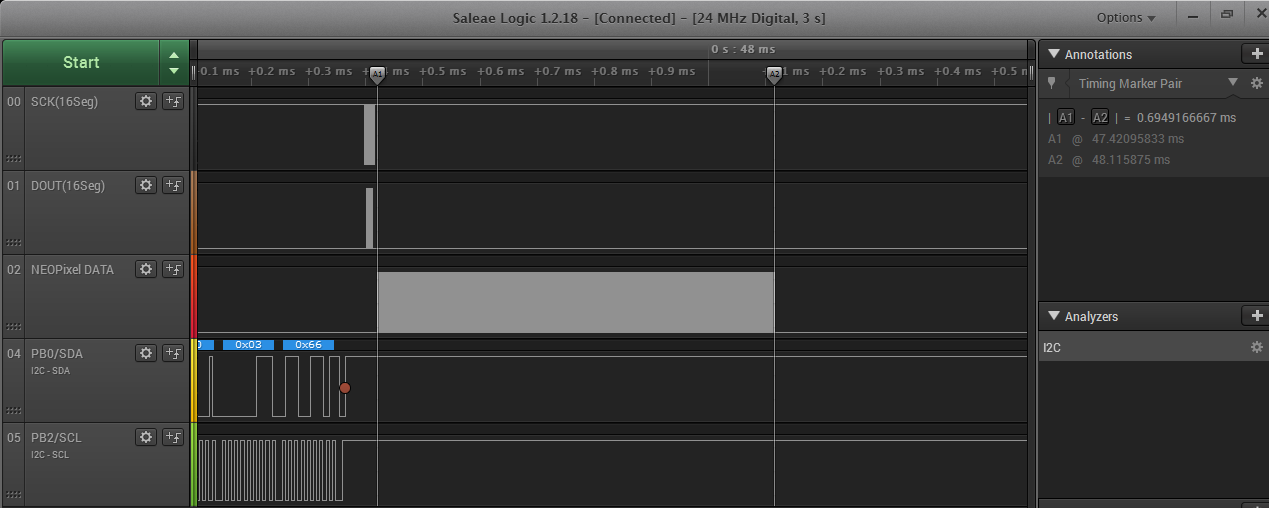 Saleae Logic 1.2.18 - [Connected] - [24 MHz Digital, 3 s]
Options
Start
0 s : 48 ms
+0.1 ms +0.2 ms +0.3 ms ms +0.5 ms +0.6 ms +0.7 ms +0.8 ms +0.9 ms +0.1 ms +0.2 ms +0.3 ms +0.4 ms +0.5 m
A1 A2
00 SCK(16Seg)
01 DOUT(16Seg)
02 NEOPixel DATA
04 PB0/SDA
I2C - SDA
0x03 0x66
05 PB2/SCL
I2C - SCL
Annotations
Timing Marker Pair
| A1 - A2 | = 0.6949166667 ms
A1 @ 47.42095833 ms
A2 @ 48.115875 ms
Analyzers
I2C